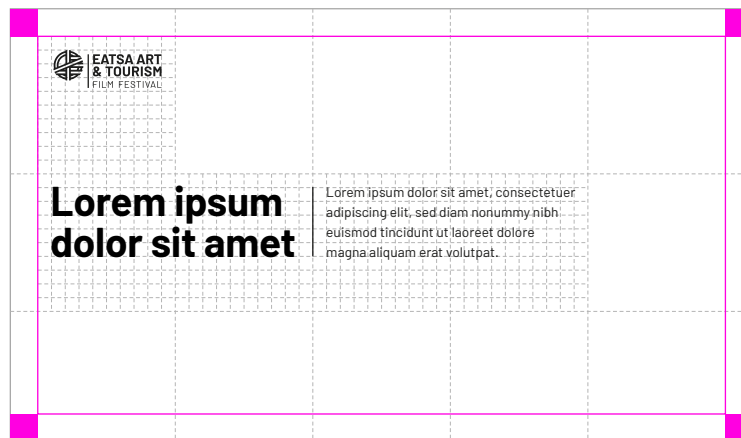 EATSA ART
& TOURISM
FILM FESTIVAL
Lorem ipsum
dolor sit amet
Lorem ipsum dolor sit amet, consectetuer
adipiscing elit, sed diam nonummy nibh
euismod tincidunt ut laoreet dolore
magna aliquam erat volutpat.